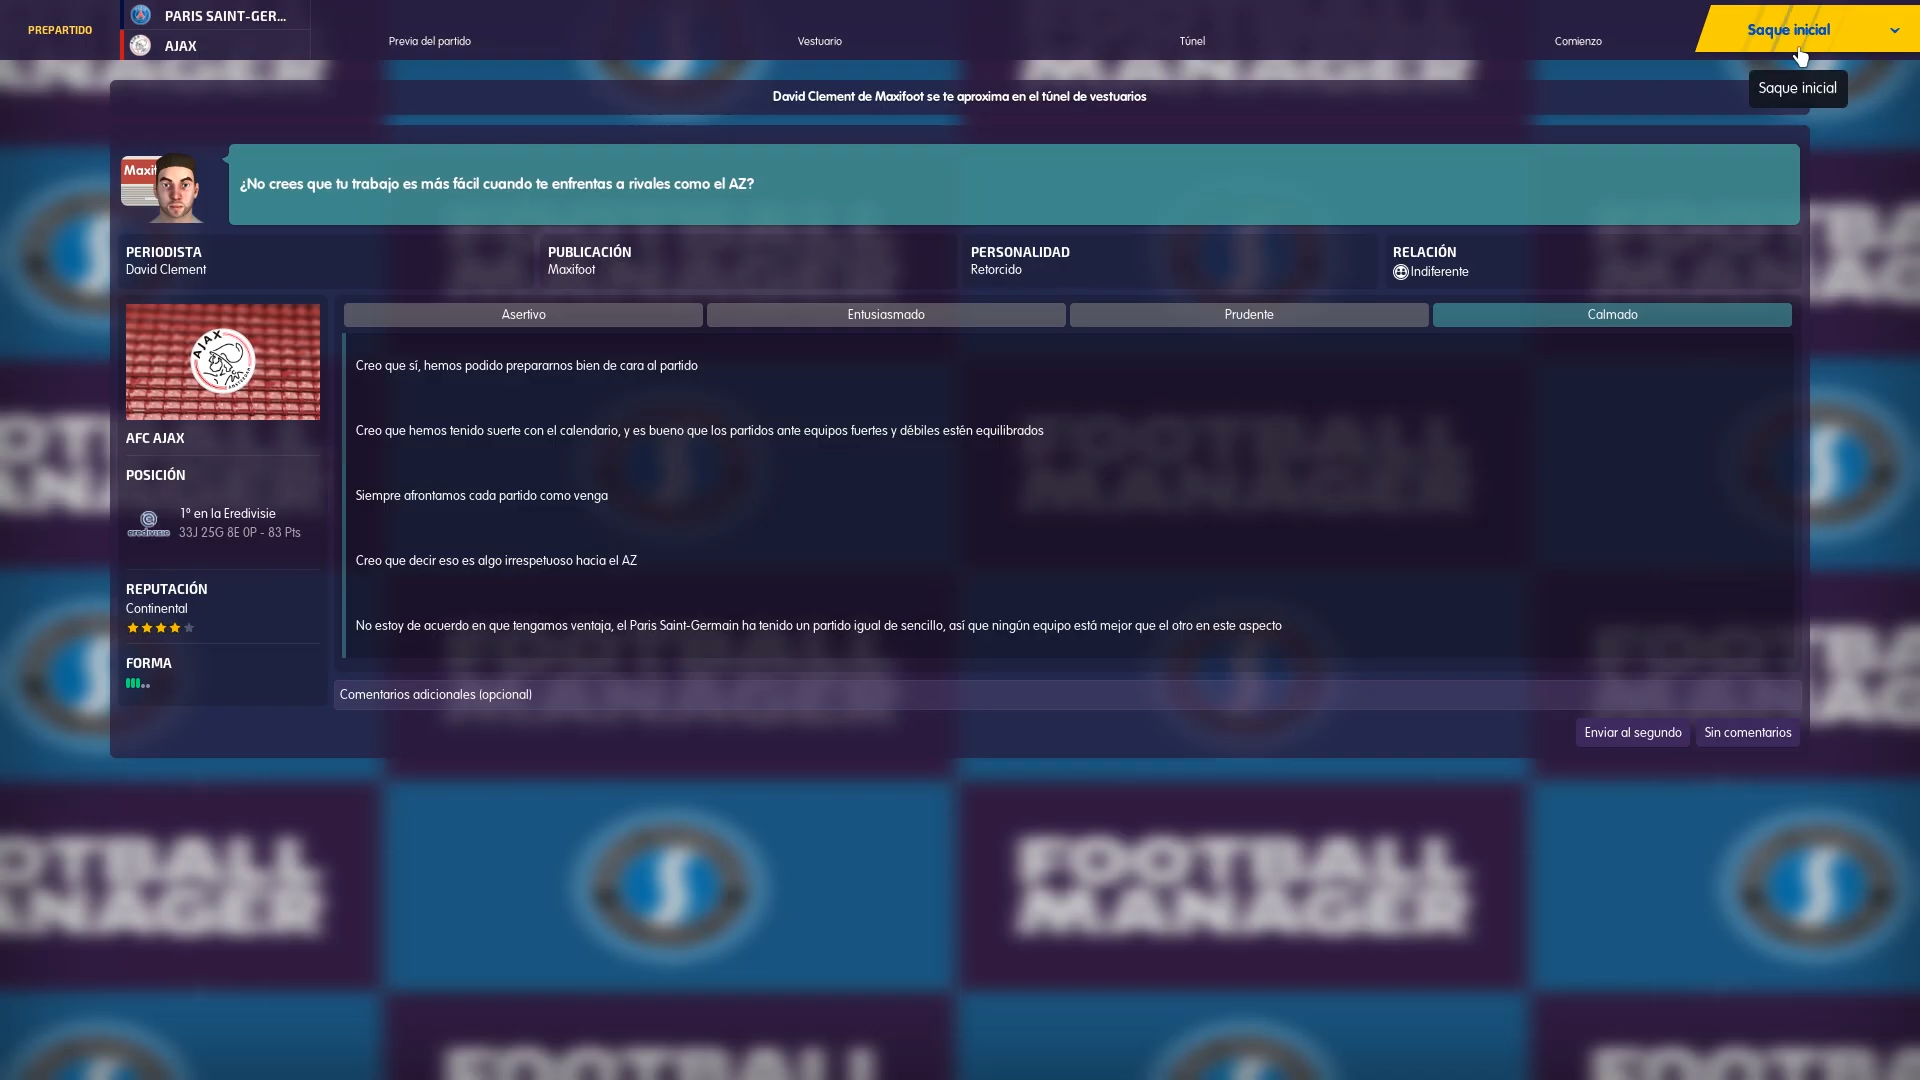 PREPARTIDO
PARIS SAINT-GER...
AJAX
Previa del partido
Vestuario
Túnel
Comienzo
Saque inicial
Saque inicial
David Clement de Maxifoot se te aproxima en el túnel de vestuarios
Maxif
¿No crees que tu trabajo es más fácil cuando te enfrentas a rivales como el AZ?
PERIODISTA
David Clement
PUBLICACIÓN
Maxifoot
PERSONALIDAD
Retorcido
RELACIÓN
Indiferente
AJAX
AFC AJAX
POSICIÓN
eredivisie
1º en la Eredivisie
33J 25G 8E 0P - 83 Pts
REPUTACIÓN
Continental
FORMA
Asertivo
Entusiasmado
Prudente
Calmado
Creo que sí, hemos podido prepararnos bien de cara al partido
Creo que hemos tenido suerte con el calendario, y es bueno que los partidos ante equipos fuertes y débiles estén equilibrados
Siempre afrontamos cada partido como venga
Creo que decir eso es algo irrespetuoso hacia el AZ
No estoy de acuerdo en que tengamos ventaja, el Paris Saint-Germain ha tenido un partido igual de sencillo, así que ningún equipo está mejor que el otro en este aspecto
Comentarios adicionales (opcional)
Enviar al segundo
Sin comentarios
FOOTBALL
MANAGER